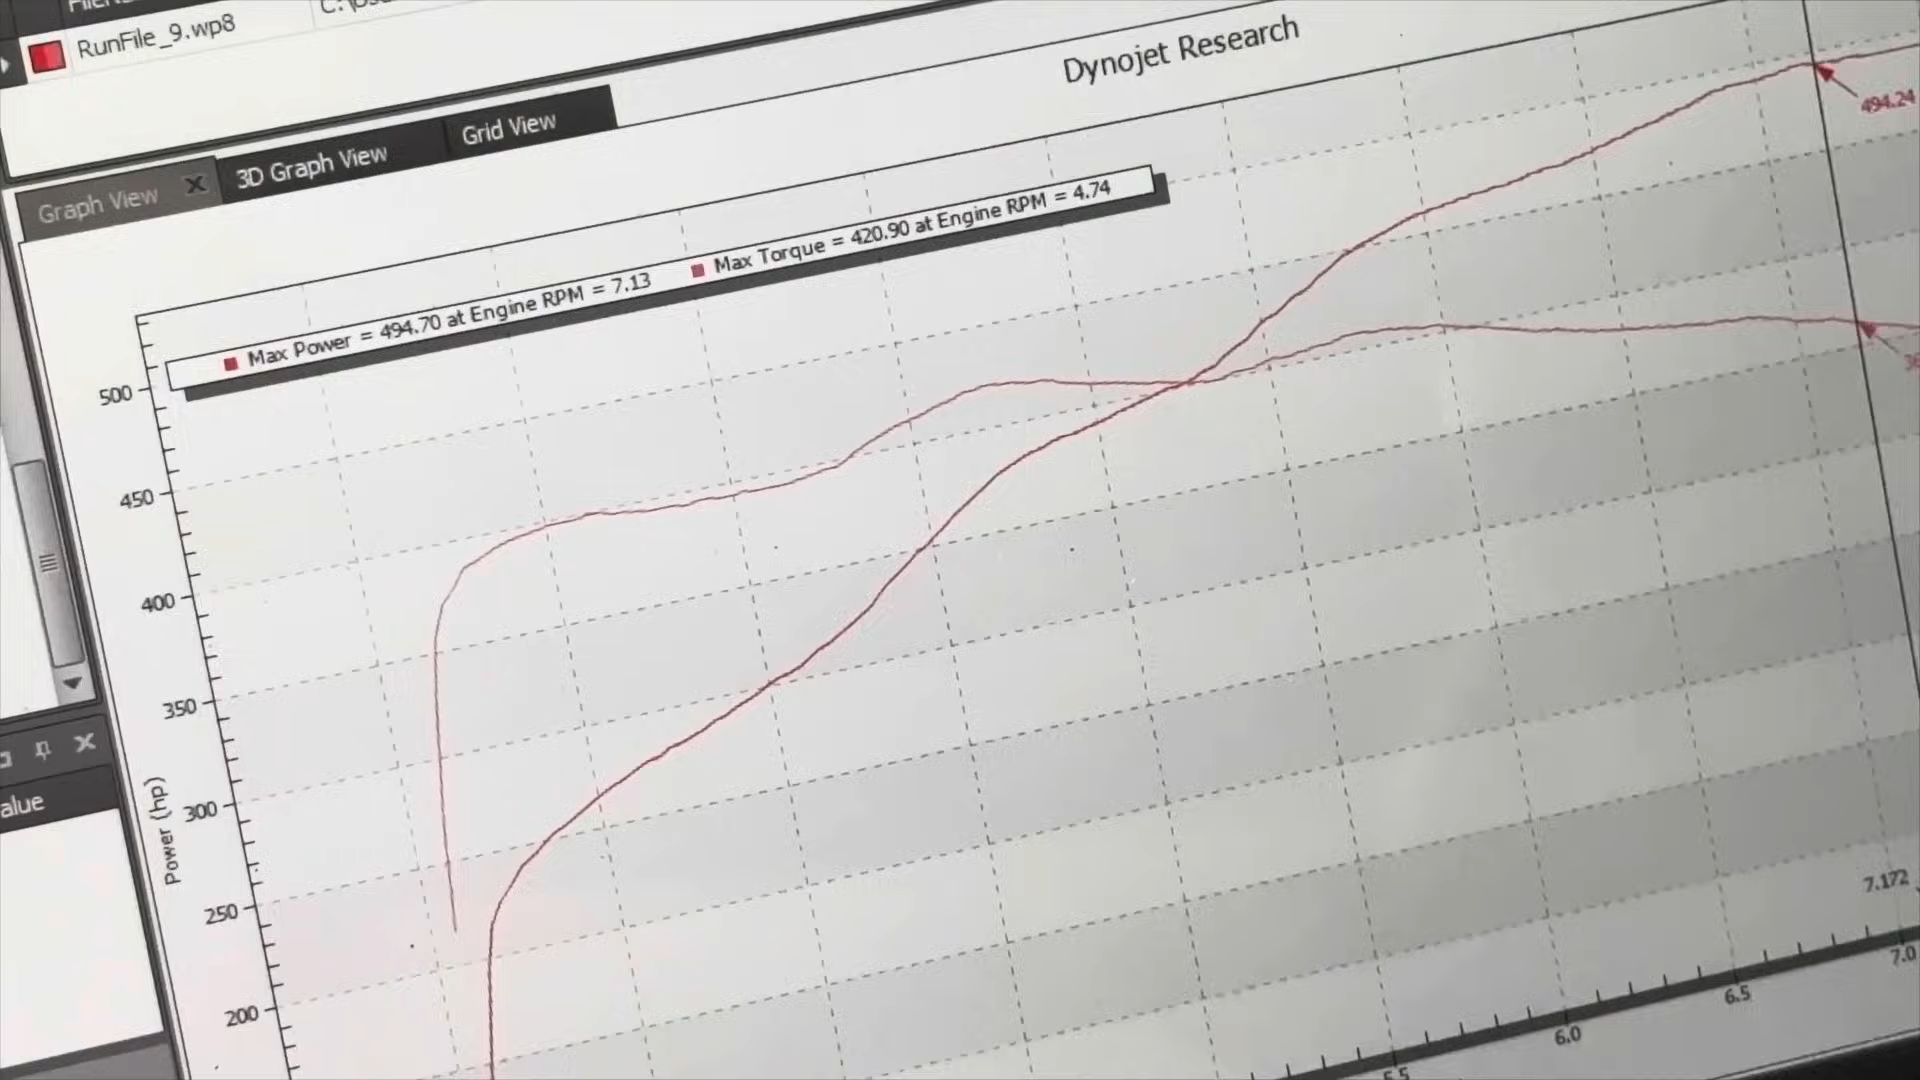 RunFile_9.wp8
Dynojet Research
Graph View
3D Graph View
Grid View
Max Power = 494.70 at Engine RPM = 7.13
Max Torque = 420.90 at Engine RPM = 4.74
494.24
500
450
400
350
300
250
200
Power (hp)
alue
7.172
5.5
6.0
6.5
7.0